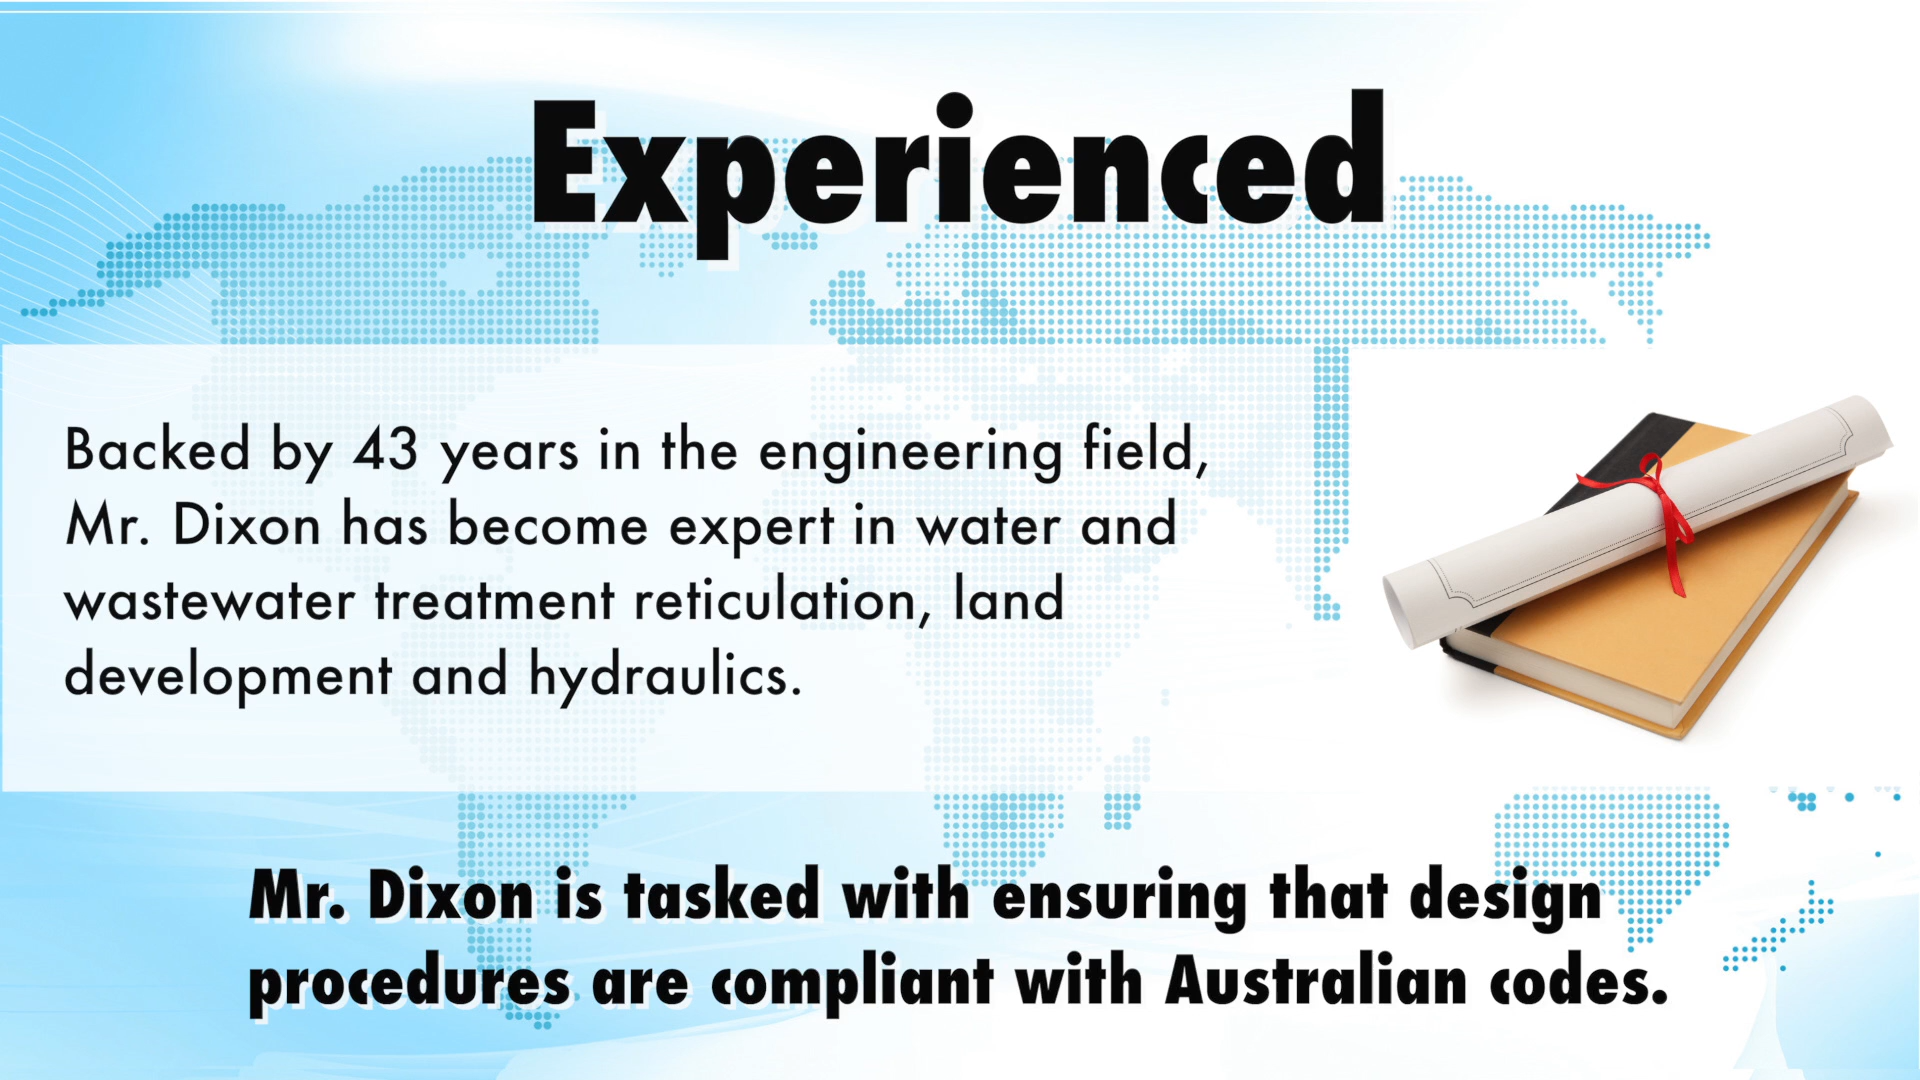 Experienced
Backed by 43 years in the engineering field,
Mr. Dixon has become expert in water and
wastewater treatment reticulation, land
development and hydraulics.
Mr. Dixon is tasked with ensuring that design
procedures are compliant with Australian codes.